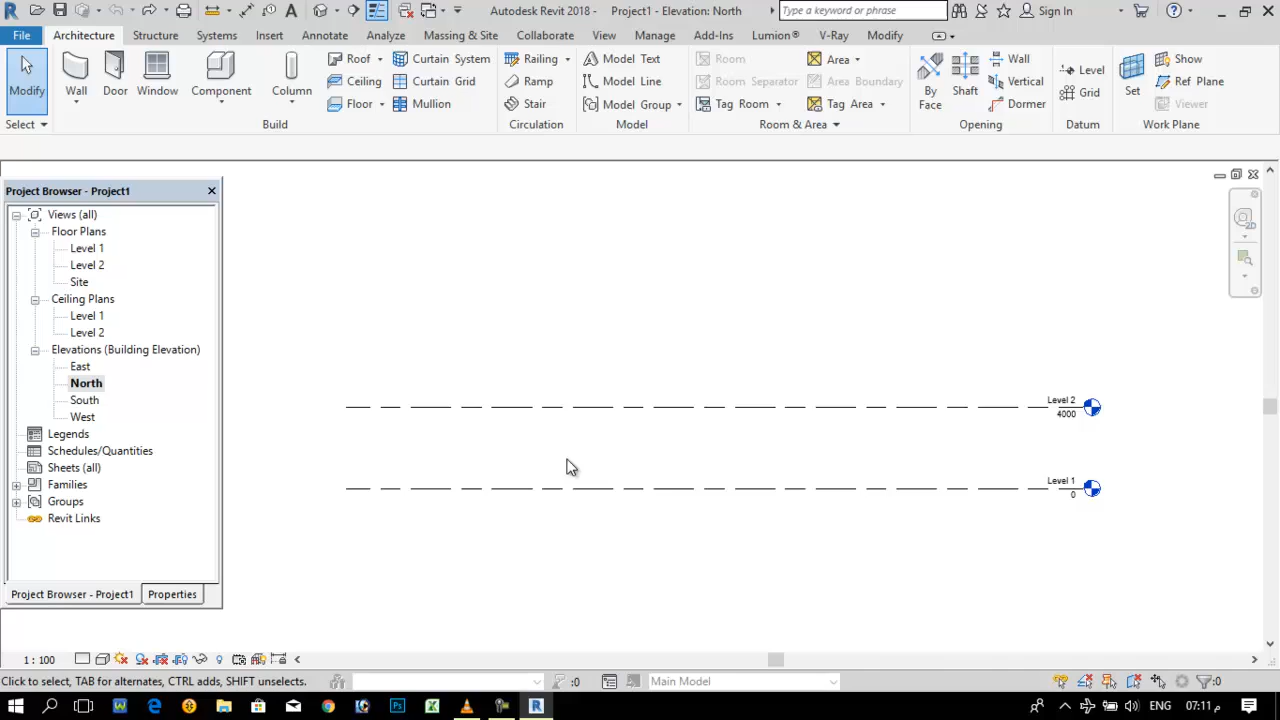 Autodesk Revit 2018 - Project1 - Elevation: North
Type a keyword or phrase
Sign In
File Architecture Structure Systems Insert Annotate Analyze Massing & Site Collaborate View Manage Add-Ins Lumion® V-Ray Modify
Modify
Wall
Door
Window
Component
Column
Roof
Ceiling
Floor
Curtain System
Curtain Grid
Mullion
Railing
Ramp
Stair
Model Text
Model Line
Model Group
Room
Room Separator
Tag Room
Area
Area Boundary
Tag Area
By Face
Shaft
Wall
Vertical
Dormer
Level
Grid
Set
Show
Ref Plane
Viewer
Select Build Circulation Model Room & Area Opening Datum Work Plane
Project Browser - Project1
Views (all)
Floor Plans
Level 1
Level 2
Site
Ceiling Plans
Level 1
Level 2
Elevations (Building Elevation)
East
North
South
West
Legends
Schedules/Quantities
Sheets (all)
Families
Groups
Revit Links
Project Browser - Project1 Properties
2D
Level 2
4000
Level 1
0
1 : 100
Click to select, TAB for alternates, CTRL adds, SHIFT unselects.
:0
Main Model
:0
ENG
07:11 م